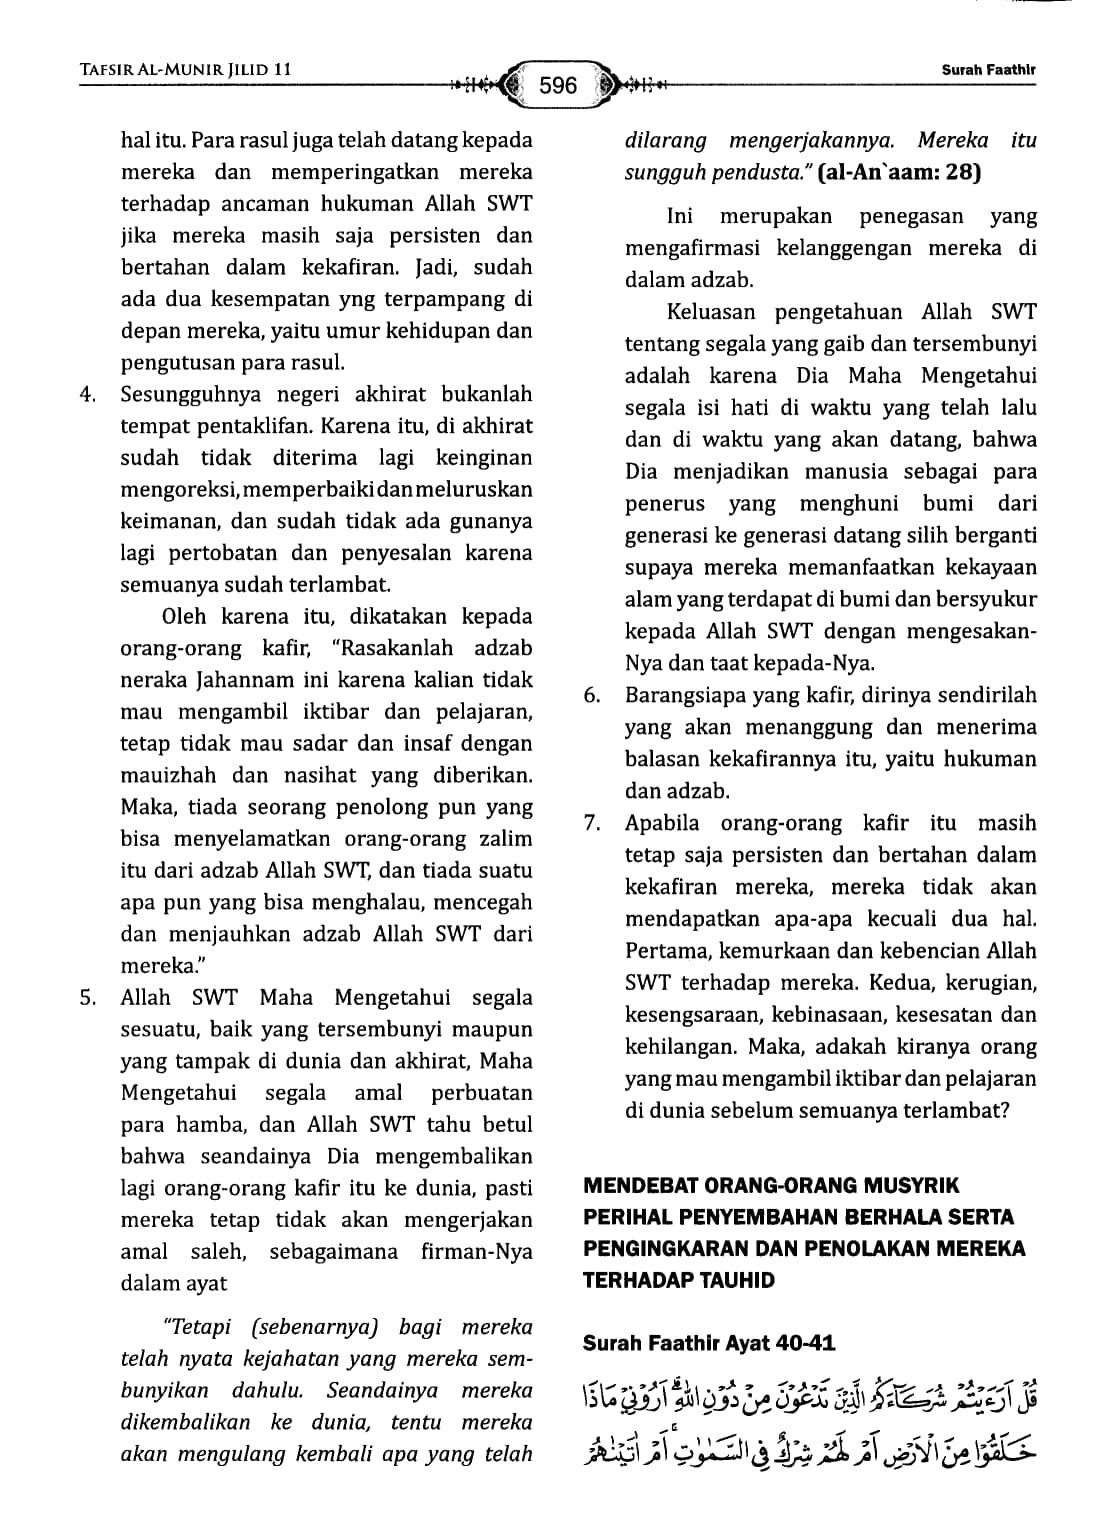 TAFSIR AL-MUNIR JILID 11
596
Surah Faathir
hal itu. Para rasul juga telah datang kepada
mereka dan memperingatkan mereka
terhadap ancaman hukuman Allah SWT
jika mereka masih saja persisten dan
bertahan dalam kekafiran. Jadi, sudah
ada dua kesempatan yng terpampang di
depan mereka, yaitu umur kehidupan dan
pengutusan para rasul.
4. Sesungguhnya negeri akhirat bukanlah
tempat pentaklifan. Karena itu, di akhirat
sudah tidak diterima lagi keinginan
mengoreksi, memperbaiki dan meluruskan
keimanan, dan sudah tidak ada gunanya
lagi pertobatan dan penyesalan karena
semuanya sudah terlambat.
Oleh karena itu, dikatakan kepada
orang-orang kafir, “Rasakanlah adzab
neraka Jahannam ini karena kalian tidak
mau mengambil iktibar dan pelajaran,
tetap tidak mau sadar dan insaf dengan
mauizhah dan nasihat yang diberikan.
Maka, tiada seorang penolong pun yang
bisa menyelamatkan orang-orang zalim
itu dari adzab Allah SWT, dan tiada suatu
apa pun yang bisa menghalau, mencegah
dan menjauhkan adzab Allah SWT dari
mereka.”
5. Allah SWT Maha Mengetahui segala
sesuatu, baik yang tersembunyi maupun
yang tampak di dunia dan akhirat, Maha
Mengetahui segala amal perbuatan
para hamba, dan Allah SWT tahu betul
bahwa seandainya Dia mengembalikan
lagi orang-orang kafir itu ke dunia, pasti
mereka tetap tidak akan mengerjakan
amal saleh, sebagaimana firman-Nya
dalam ayat
“Tetapi (sebenarnya) bagi mereka
telah nyata kejahatan yang mereka sem-
bunyikan dahulu. Seandainya mereka
dikembalikan ke dunia, tentu mereka
akan mengulang kembali apa yang telah
dilarang mengerjakannya. Mereka itu
sungguh pendusta.” (al-An`aam: 28)
Ini merupakan penegasan yang
mengafirmasi kelanggengan mereka di
dalam adzab.
Keluasan pengetahuan Allah SWT
tentang segala yang gaib dan tersembunyi
adalah karena Dia Maha Mengetahui
segala isi hati di waktu yang telah lalu
dan di waktu yang akan datang, bahwa
Dia menjadikan manusia sebagai para
penerus yang menghuni bumi dari
generasi ke generasi datang silih berganti
supaya mereka memanfaatkan kekayaan
alam yang terdapat di bumi dan bersyukur
kepada Allah SWT dengan mengesakan-
Nya dan taat kepada-Nya.
6. Barangsiapa yang kafir, dirinya sendirilah
yang akan menanggung dan menerima
balasan kekafirannya itu, yaitu hukuman
dan adzab.
7. Apabila orang-orang kafir itu masih
tetap saja persisten dan bertahan dalam
kekafiran mereka, mereka tidak akan
mendapatkan apa-apa kecuali dua hal.
Pertama, kemurkaan dan kebencian Allah
SWT terhadap mereka. Kedua, kerugian,
kesengsaraan, kebinasaan, kesesatan dan
kehilangan. Maka, adakah kiranya orang
yang mau mengambil iktibar dan pelajaran
di dunia sebelum semuanya terlambat?
MENDEBAT ORANG-ORANG MUSYRIK
PERIHAL PENYEMBAHAN BERHALA SERTA
PENGINGKARAN DAN PENOLAKAN MEREKA
TERHADAP TAUHID
Surah Faathir Ayat 40-41
قُلْ اَرَءَيْتُمْ شُرَكَاۤءَكُمُ الَّذِيْنَ تَدْعُوْنَ مِنْ دُوْنِ اللّٰهِ ۗاَرُوْنِيْ مَاذَا
خَلَقُوْا مِنَ الْاَرْضِ اَمْ لَهُمْ شِرْكٌ فِى السَّمٰوٰتِۚ اَمْ اٰتَيْنٰهُمْ